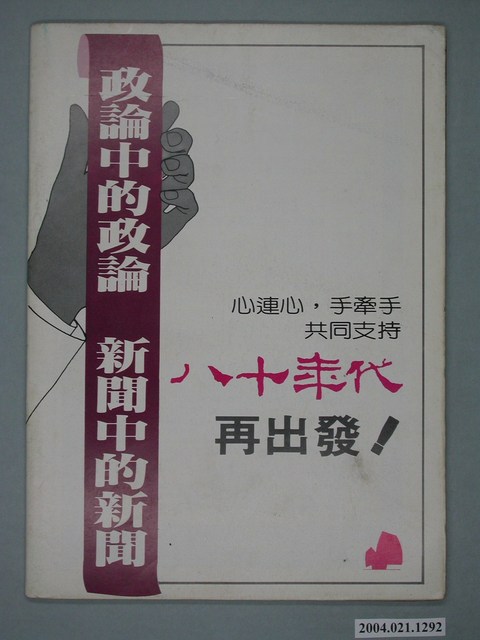 政論中的政論 新聞中的新聞
心連心，手牽手
共同支持
八十年代
再出發！
2004.021.1292